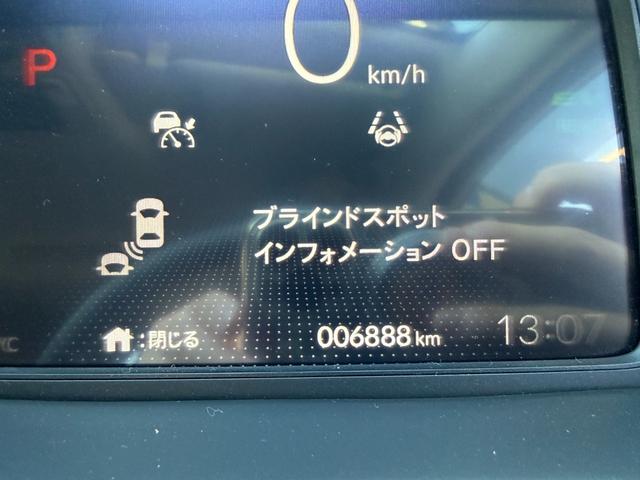 P
0
km/h
ブラインドスポット
インフォメーション OFF
:閉じる
006888 km
13:07